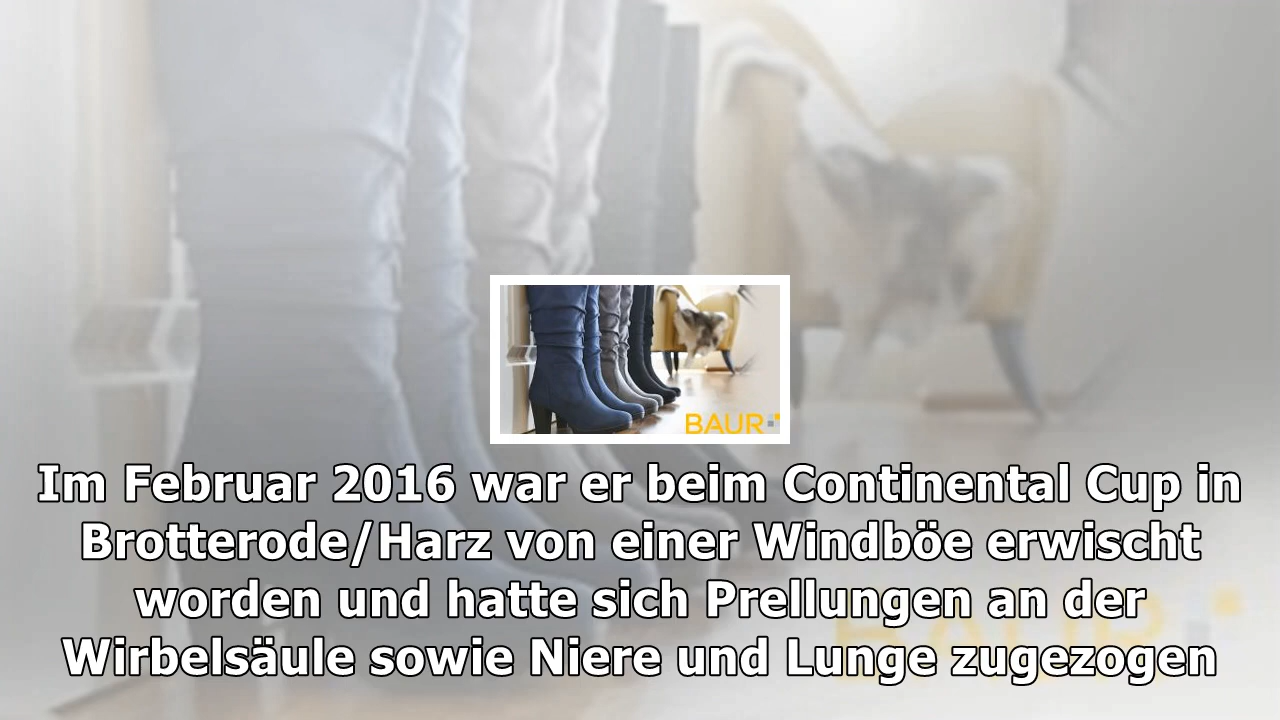 BAUR
Im Februar 2016 war er beim Continental Cup in
Brotterode/Harz von einer Windböe erwischt
worden und hatte sich Prellungen an der
Wirbelsäule sowie Niere und Lunge zugezogen